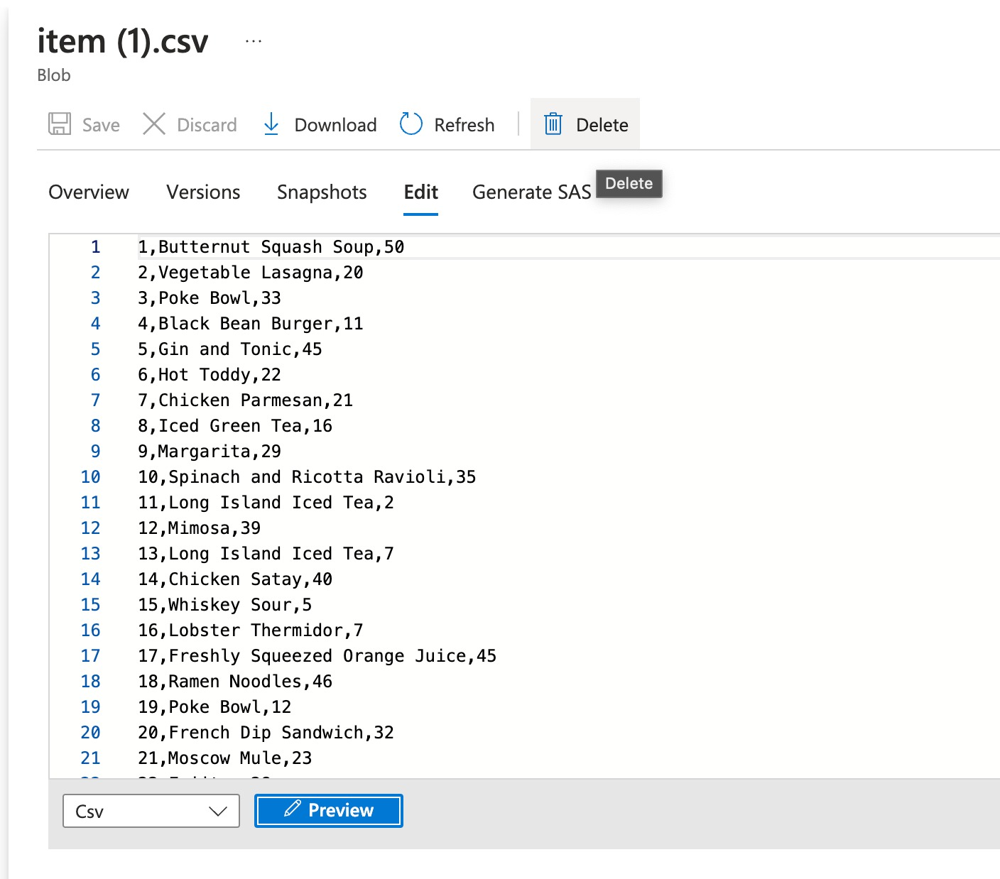 item (1).csv ...
Blob
Save Discard Download Refresh Delete
Overview Versions Snapshots Edit Generate SAS Delete
1 1,Butternut Squash Soup,50
2 2,Vegetable Lasagna,20
3 3,Poke Bowl,33
4 4,Black Bean Burger,11
5 5,Gin and Tonic,45
6 6,Hot Toddy,22
7 7,Chicken Parmesan,21
8 8,Iced Green Tea,16
9 9,Margarita,29
10 10,Spinach and Ricotta Ravioli,35
11 11,Long Island Iced Tea,2
12 12,Mimosa,39
13 13,Long Island Iced Tea,7
14 14,Chicken Satay,40
15 15,Whiskey Sour,5
16 16,Lobster Thermidor,7
17 17,Freshly Squeezed Orange Juice,45
18 18,Ramen Noodles,46
19 19,Poke Bowl,12
20 20,French Dip Sandwich,32
21 21,Moscow Mule,23
Csv Preview